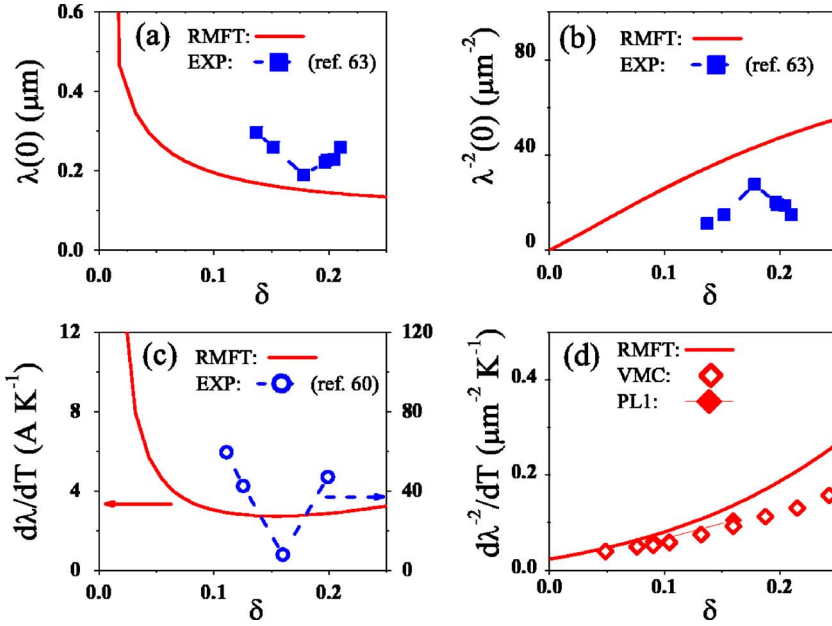 (a)
RMFT:
EXP: (ref. 63)
λ(0) (μm)
0.6
0.4
0.2
0.0
0.0 0.1 0.2
δ
(b)
RMFT:
EXP: (ref. 63)
λ⁻²(0) (μm⁻²)
80
40
0
0.0 0.1 0.2
δ
(c)
RMFT:
EXP: (ref. 60)
dλ/dT (A K⁻¹)
12
8
4
0
120
80
40
0
0.0 0.1 0.2
δ
(d)
RMFT:
VMC:
PL1:
dλ⁻²/dT (μm⁻² K⁻¹)
0.4
0.2
0.0
0.0 0.1 0.2
δ